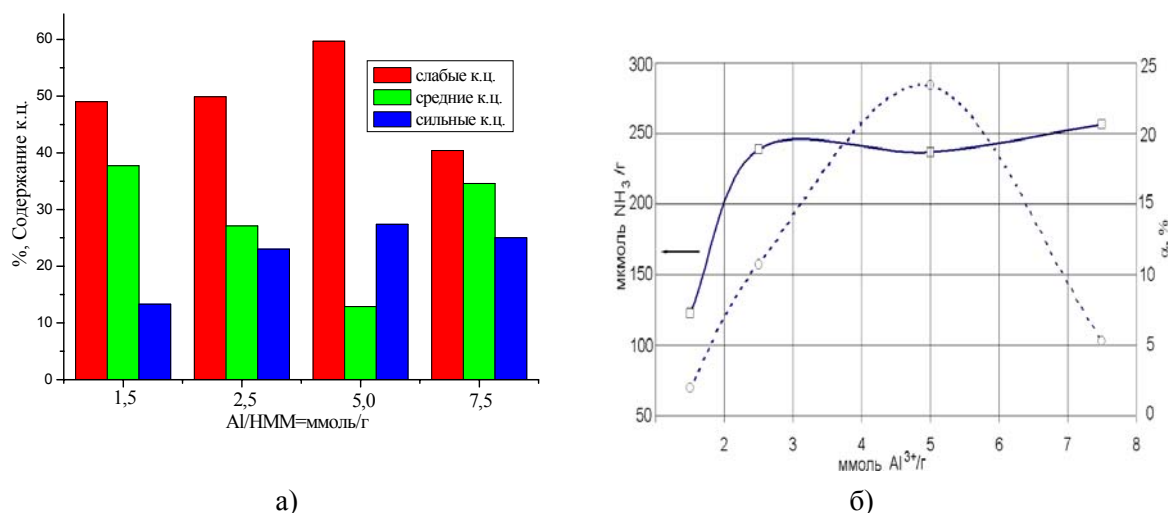 60
50
40
30
20
10
0
%, Содержание к.ц.
слабые к.ц.
средние к.ц.
сильные к.ц.
1,5 2,5 5,0 7,5
Al/HMM=ммоль/г
а)
300
250
200
150
100
50
мкмоль NH₃/г
25
20
15
10
5
0
α, %
2 3 4 5 6 7 8
ммоль Al³⁺/г
б)